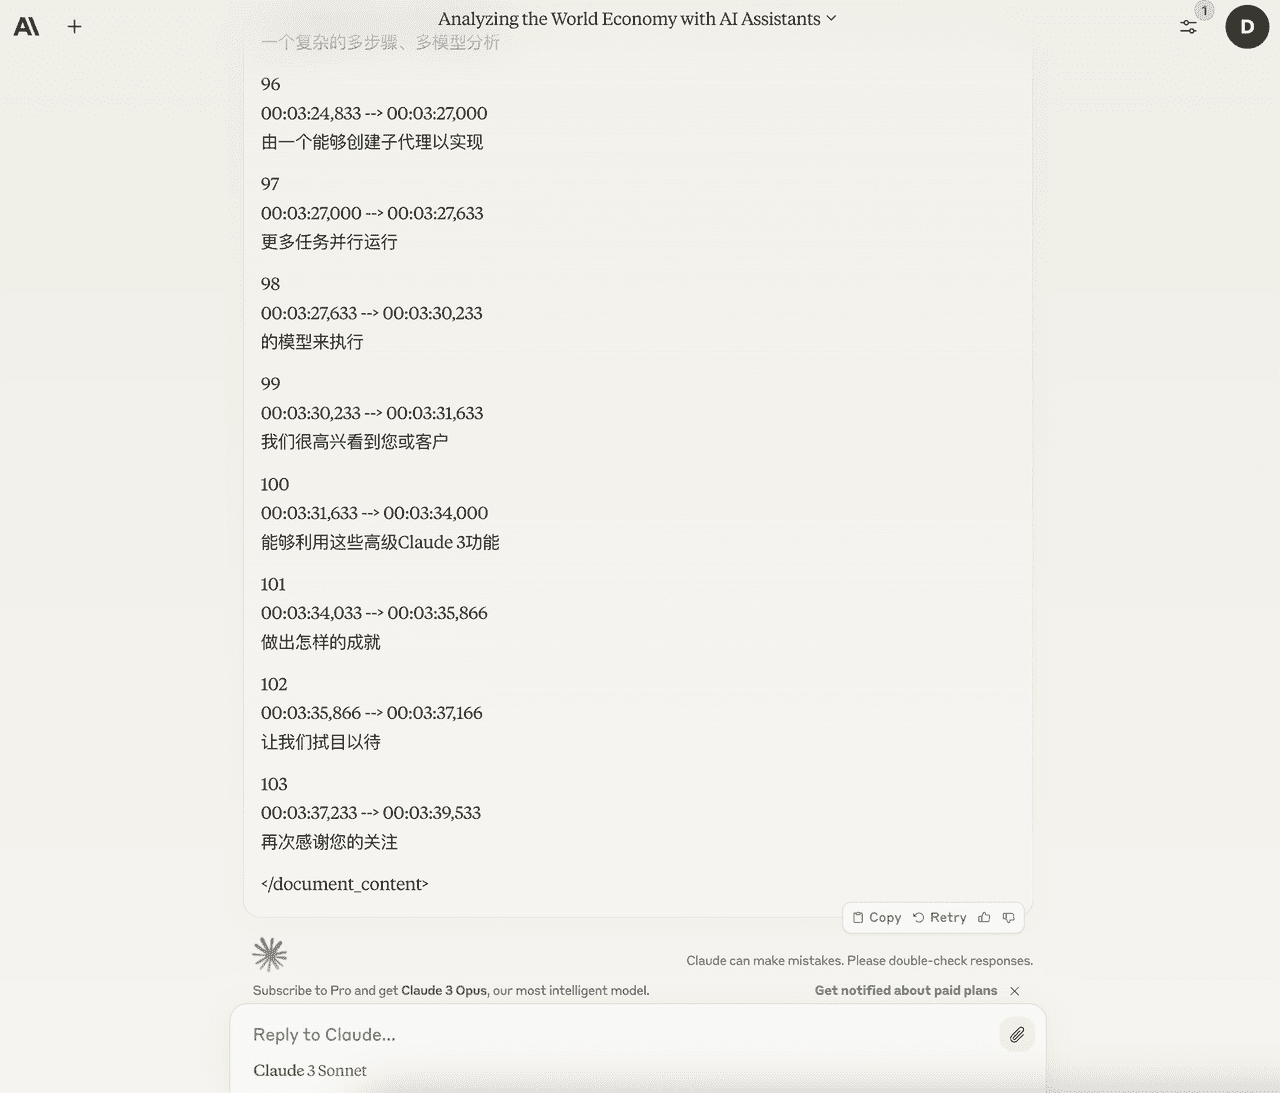 Analyzing the World Economy with AI Assistants
1
D
一个复杂的多步骤、多模型分析
96
00:03:24,833 --> 00:03:27,000
由一个能够创建子代理以实现
97
00:03:27,000 --> 00:03:27,633
更多任务并行运行
98
00:03:27,633 --> 00:03:30,233
的模型来执行
99
00:03:30,233 --> 00:03:31,633
我们很高兴看到您或客户
100
00:03:31,633 --> 00:03:34,000
能够利用这些高级Claude 3功能
101
00:03:34,033 --> 00:03:35,866
做出怎样的成就
102
00:03:35,866 --> 00:03:37,166
让我们拭目以待
103
00:03:37,233 --> 00:03:39,533
再次感谢您的关注
</document_content>
Copy Retry
Claude can make mistakes. Please double-check responses.
Subscribe to Pro and get Claude 3 Opus, our most intelligent model.
Get notified about paid plans
Reply to Claude...
Claude 3 Sonnet